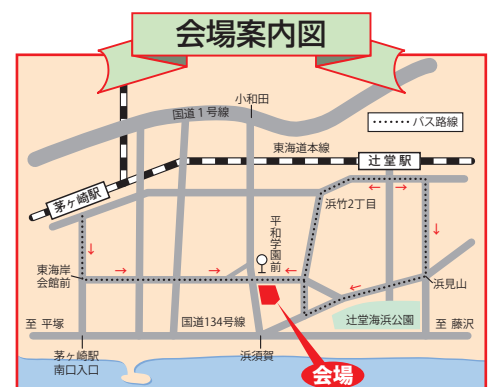 会場案内図
小和田
国道1号線
バス路線
東海道本線
辻堂駅
茅ヶ崎駅
浜竹2丁目
平和学園前
東海岸
会館前
浜見山
辻堂海浜公園
至 平塚
国道134号線
至 藤沢
茅ヶ崎駅
南口入口
浜須賀
会場